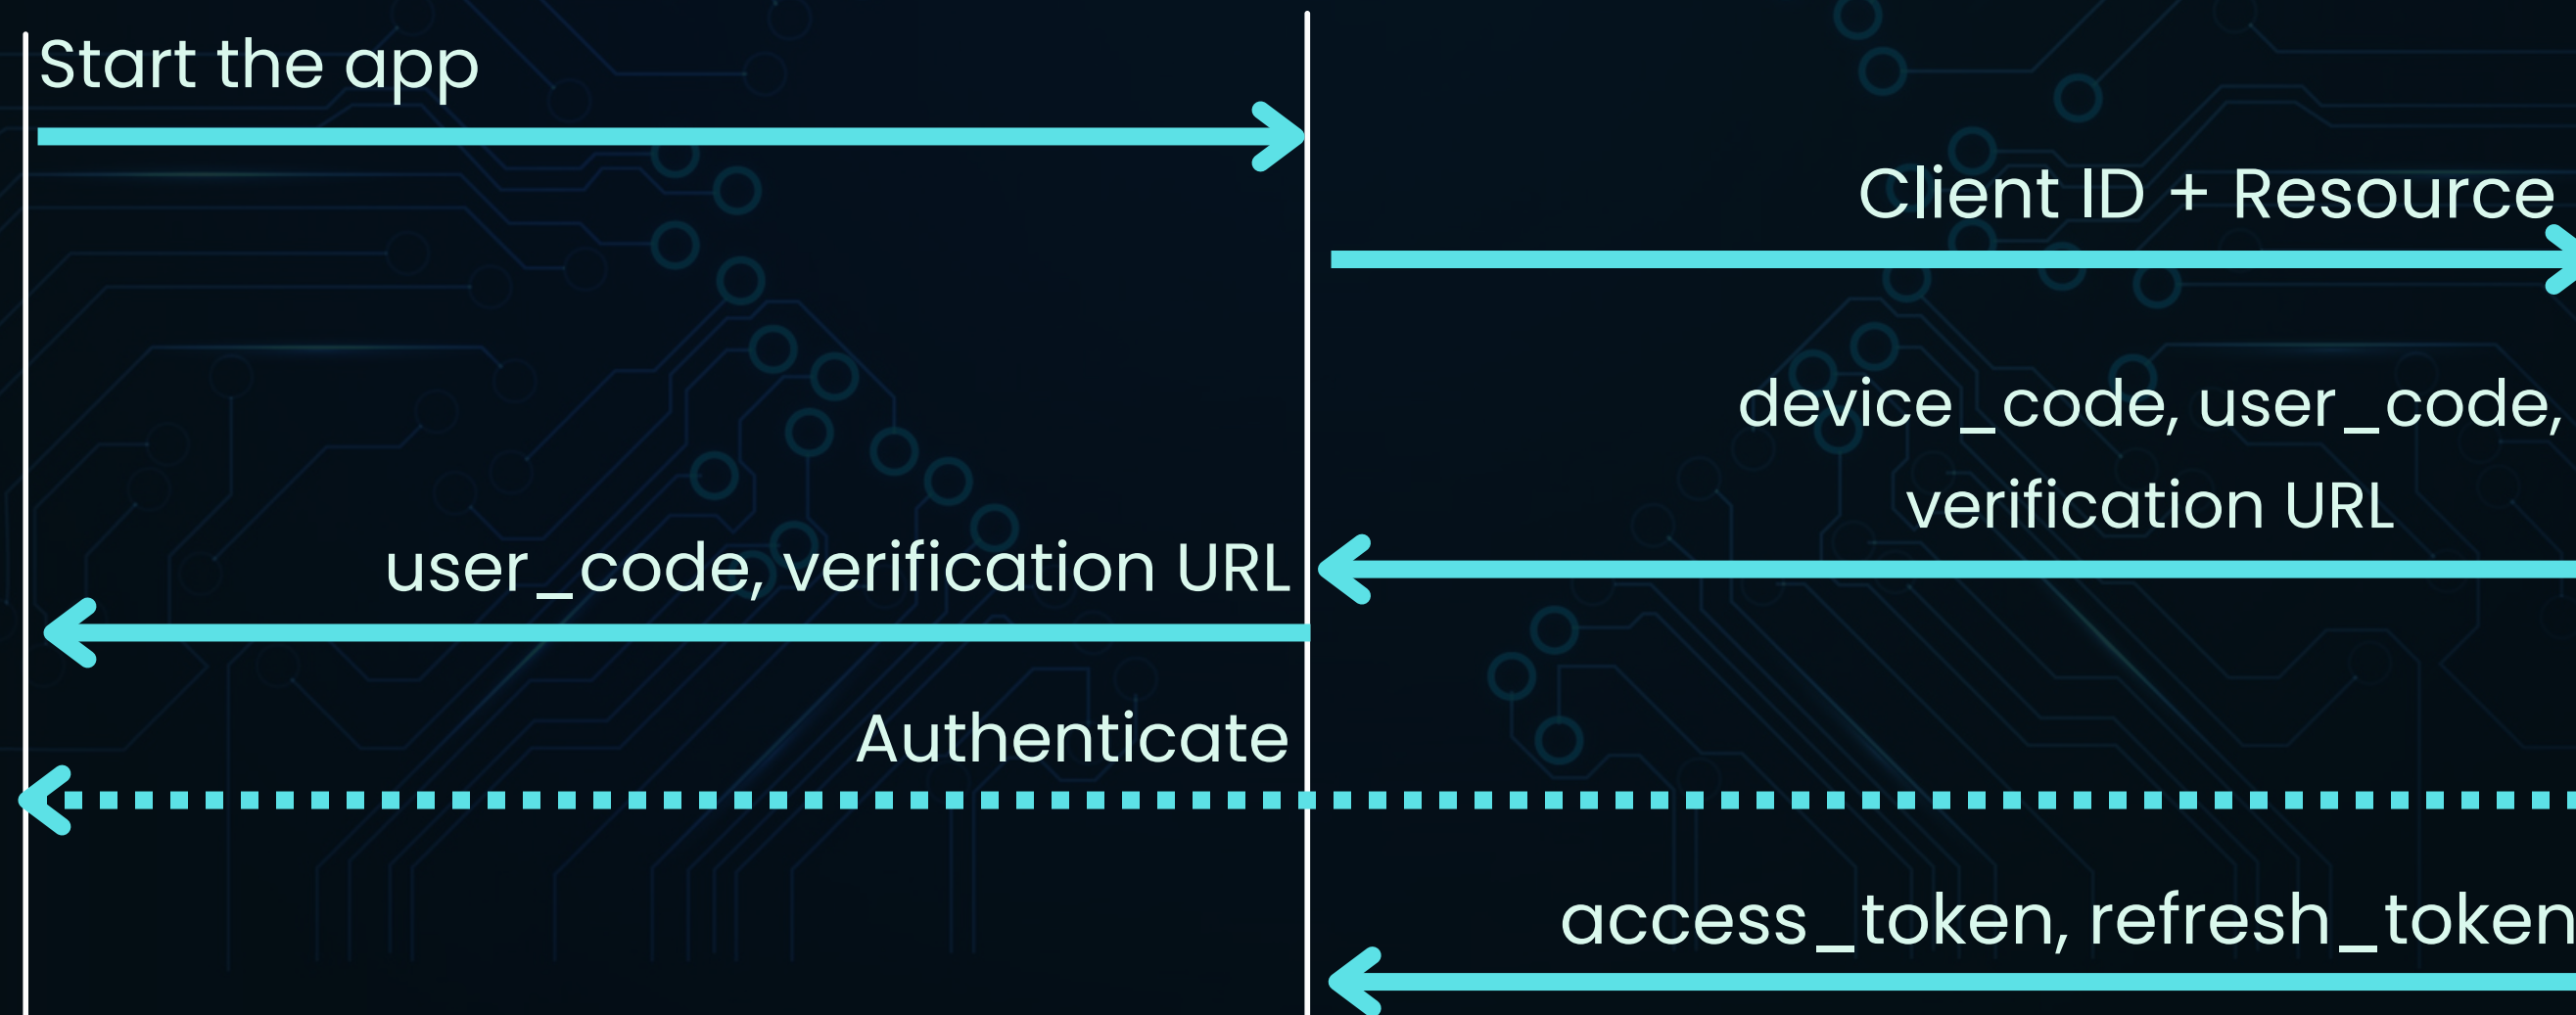 Start the app
Client ID + Resource
device_code, user_code,
verification URL
user_code, verification URL
Authenticate
access_token, refresh_token